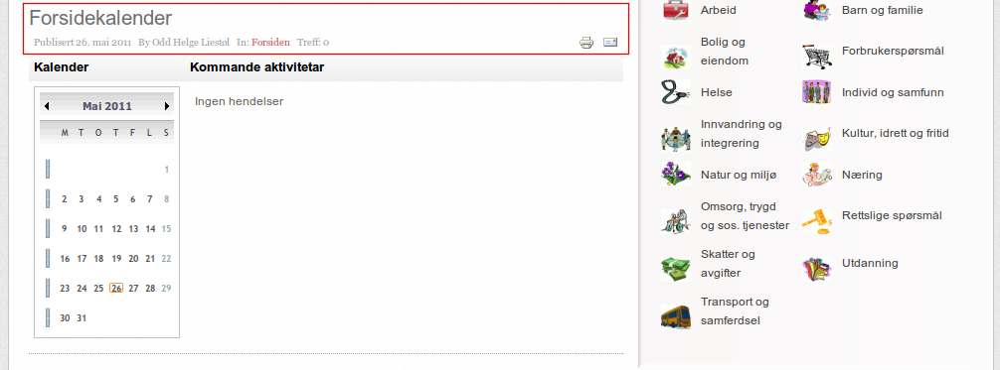 Forsidekalender
Publisert 26. mai 2011 By Odd Helge Liestøl In: Forsiden Treff: 0
Kalender Kommande aktivitetar
Mai 2011
M T O T F L S
1
2 3 4 5 6 7 8
9 10 11 12 13 14 15
16 17 18 19 20 21 22
23 24 25 26 27 28 29
30 31
Ingen hendelser
Arbeid
Barn og familie
Bolig og
eiendom
Forbrukerspørsmål
Helse
Individ og samfunn
Innvandring og
integrering
Kultur, idrett og fritid
Natur og miljø
Næring
Omsorg, trygd
og sos. tjenester
Rettslige spørsmål
Skatter og
avgifter
Utdanning
Transport og
samferdsel